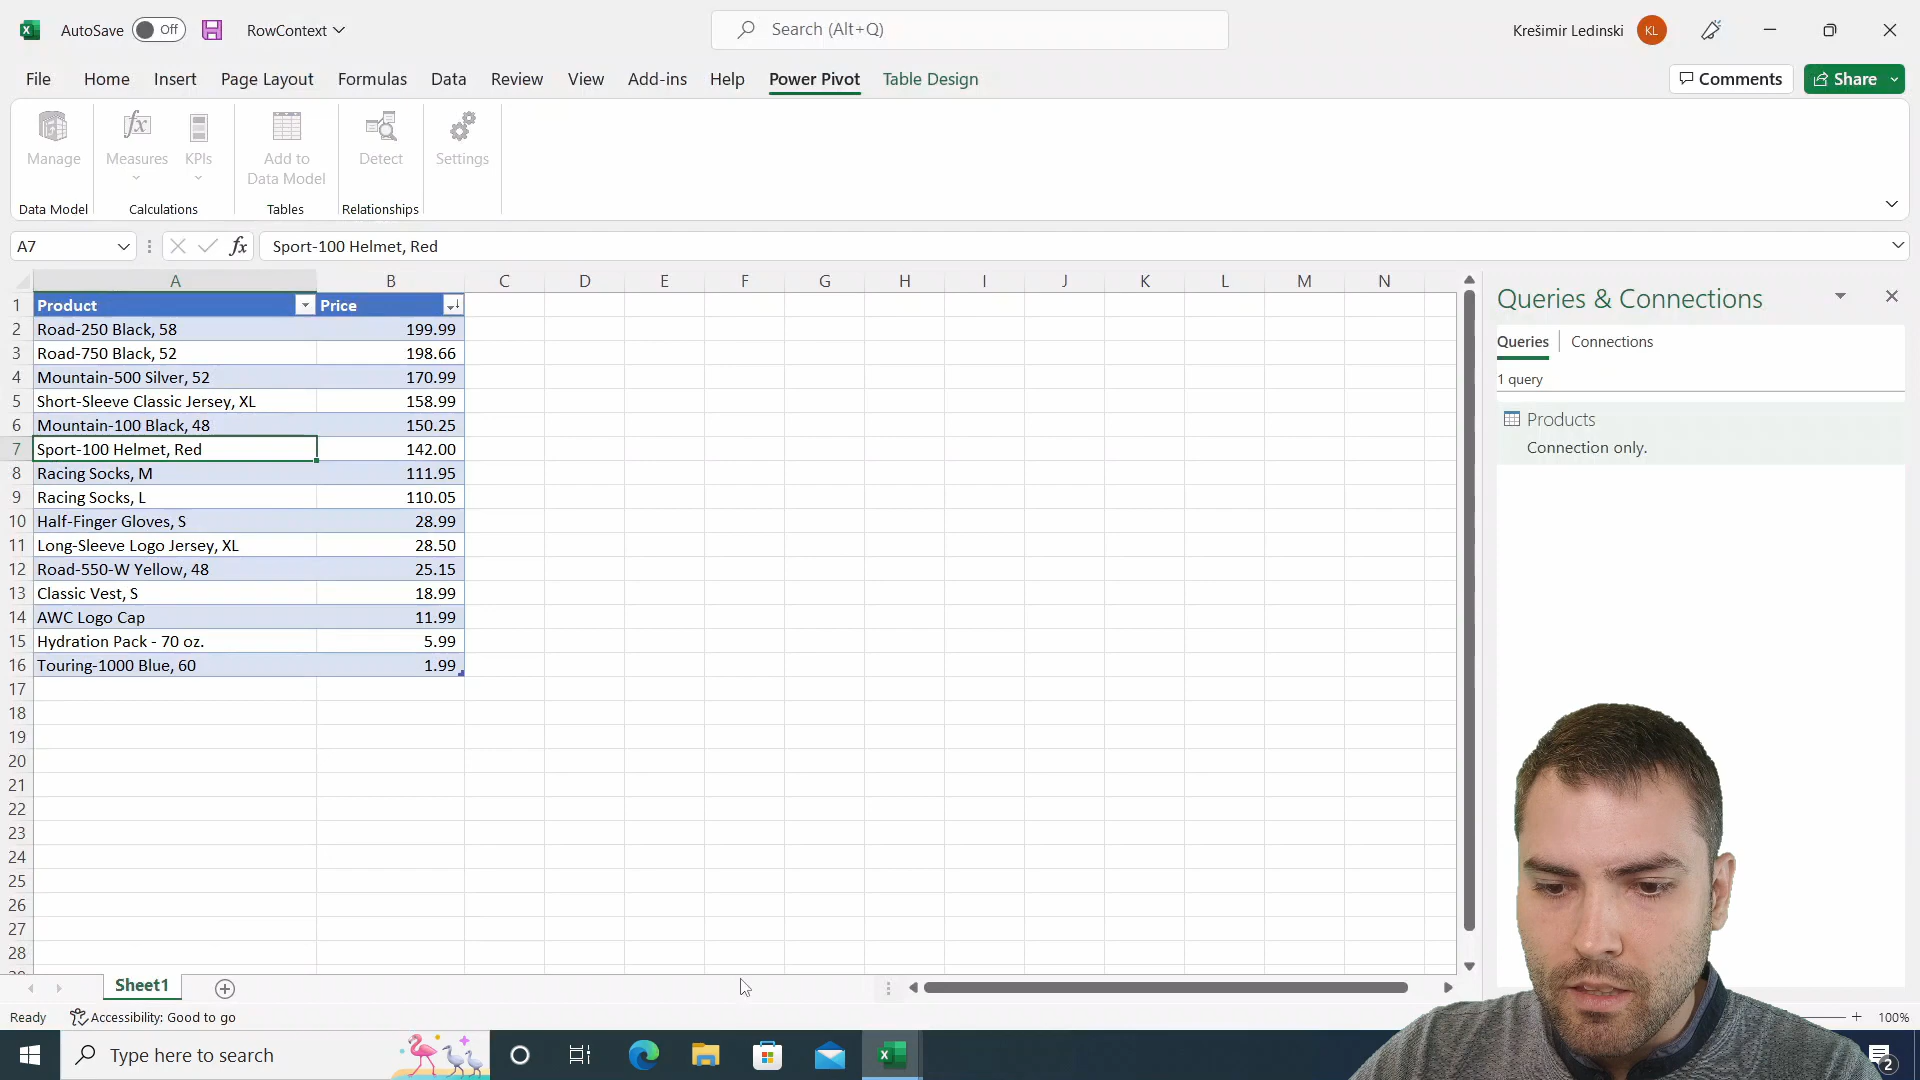 AutoSave Off RowContext Search (Alt+Q) Krešimir Ledinski KL
File Home Insert Page Layout Formulas Data Review View Add-ins Help Power Pivot Table Design Comments Share
Manage Measures KPIs Add to Data Model Detect Settings
Data Model Calculations Tables Relationships
A7 fx Sport-100 Helmet, Red
A B C D E F G H I J K L M N
1 Product Price
2 Road-250 Black, 58 199.99
3 Road-750 Black, 52 198.66
4 Mountain-500 Silver, 52 170.99
5 Short-Sleeve Classic Jersey, XL 158.99
6 Mountain-100 Black, 48 150.25
7 Sport-100 Helmet, Red 142.00
8 Racing Socks, M 111.95
9 Racing Socks, L 110.05
10 Half-Finger Gloves, S 28.99
11 Long-Sleeve Logo Jersey, XL 28.50
12 Road-550-W Yellow, 48 25.15
13 Classic Vest, S 18.99
14 AWC Logo Cap 11.99
15 Hydration Pack - 70 oz. 5.99
16 Touring-1000 Blue, 60 1.99
17
18
19
20
21
22
23
24
25
26
27
28
Queries & Connections
Queries Connections
1 query
Products
Connection only.
Sheet1
Ready Accessibility: Good to go 100%
Type here to search 2